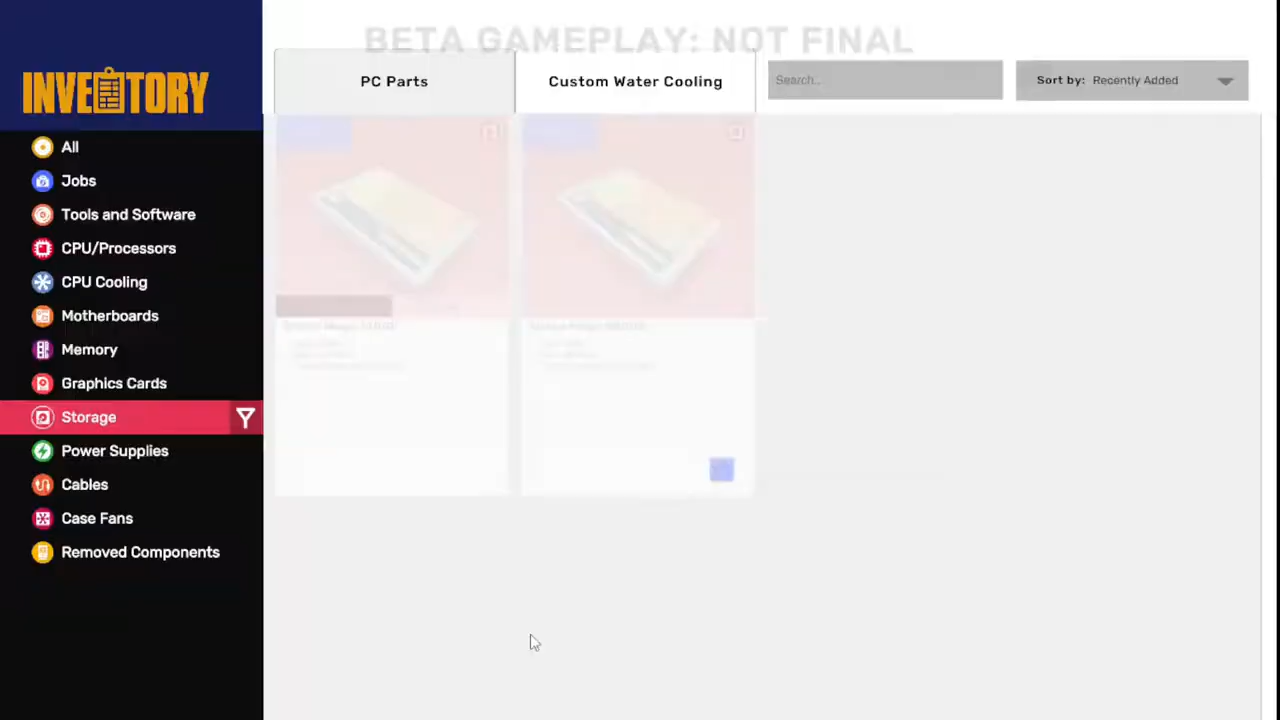 BETA GAMEPLAY: NOT FINAL
INVENTORY
PC Parts
Custom Water Cooling
Search...
Sort by: Recently Added
All
Jobs
Tools and Software
CPU/Processors
CPU Cooling
Motherboards
Memory
Graphics Cards
Storage
Power Supplies
Cables
Case Fans
Removed Components